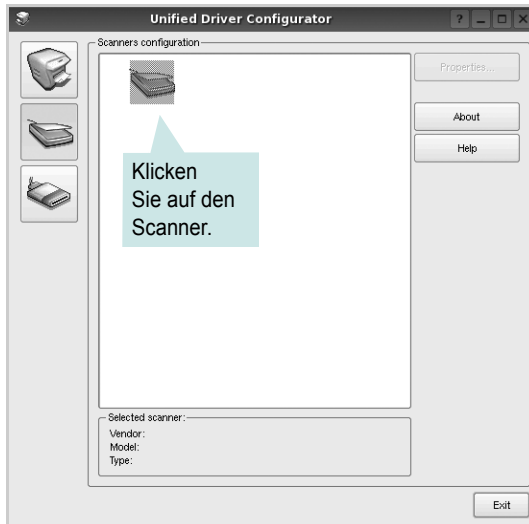 Unified Driver Configurator
Scanners configuration
Properties...
About
Help
Klicken
Sie auf den
Scanner.
Selected scanner:
Vendor:
Model:
Type:
Exit